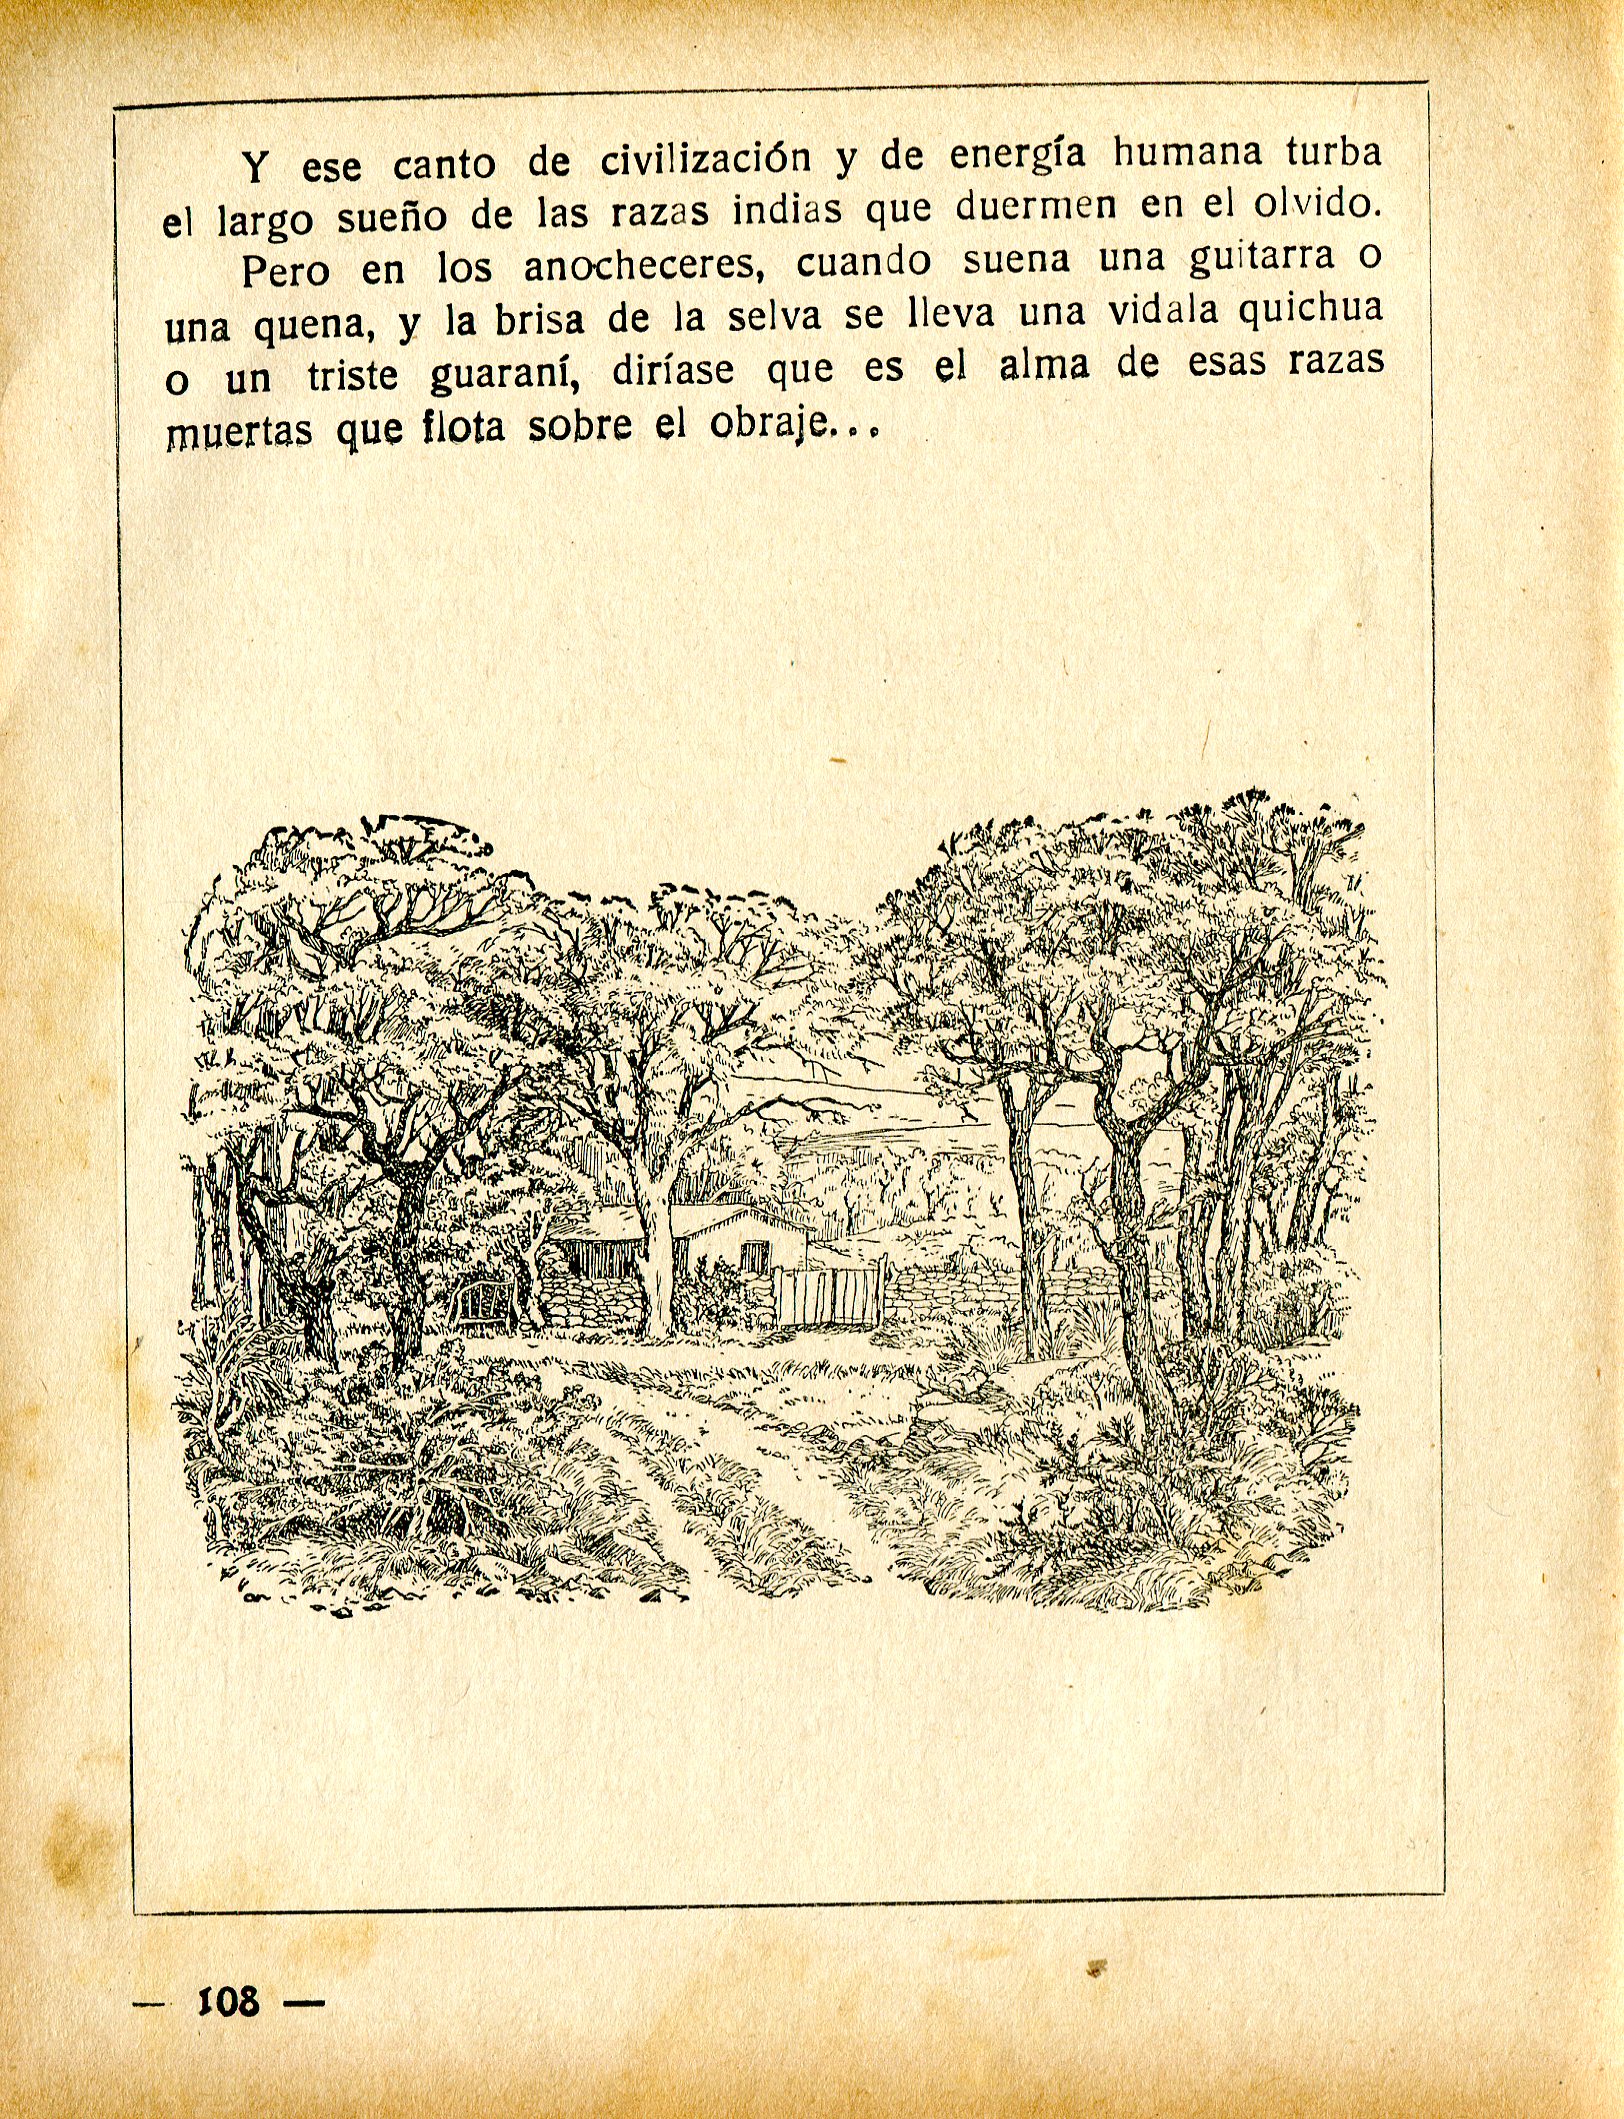 Y ese canto de civilización y de energía humana turba
el largo sueño de las razas indias que duermen en el olvido.
Pero en los anocheceres, cuando suena una guitarra o
una quena, y la brisa de la selva se lleva una vidala quichua
o un triste guaraní, diríase que es el alma de esas razas
muertas que flota sobre el obraje...
— 108 —